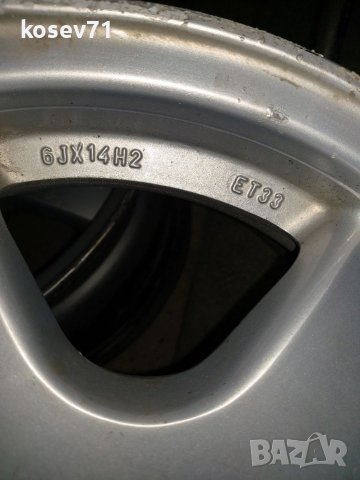 kosev71
6JX14H2
ET33
BAZAR